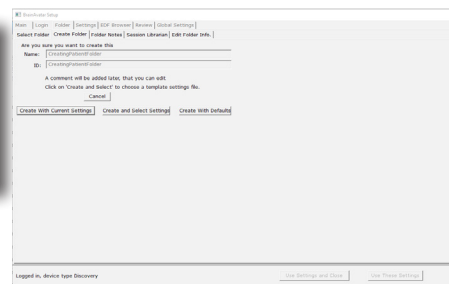 BrainAvatar Setup
Main Login Folder Settings EDF Browser Review Global Settings
Select Folder Create Folder Folder Notes Session Librarian Edit Folder Info.
Are you sure you want to create this
Name: CreatingPatientFolder
ID: CreatingPatientFolder
A comment will be added later, that you can edit
Click on 'Create and Select' to choose a template settings file.
Cancel
Create With Current Settings Create and Select Settings Create With Defaults
Logged in, device type Discovery Use Settings and Close Use These Settings